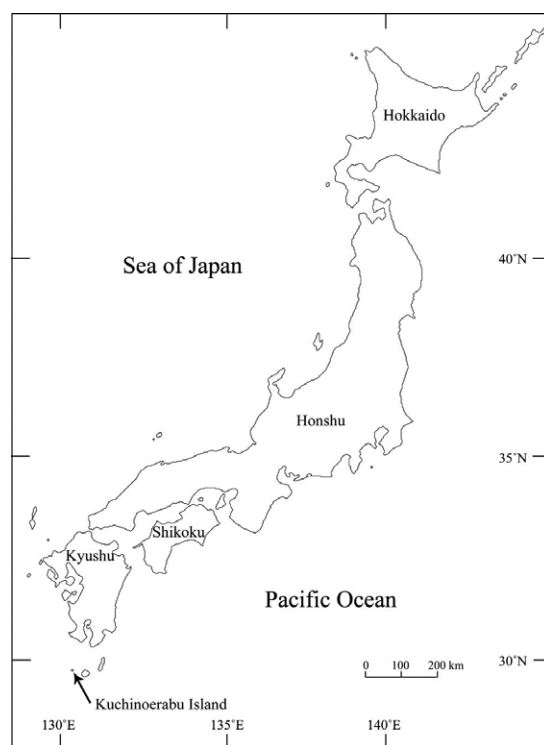 Hokkaido
Sea of Japan
40°N
Honshu
35°N
Shikoku
Kyushu
Pacific Ocean
0 100 200 km
30°N
Kuchinoerabu Island
130°E 135°E 140°E